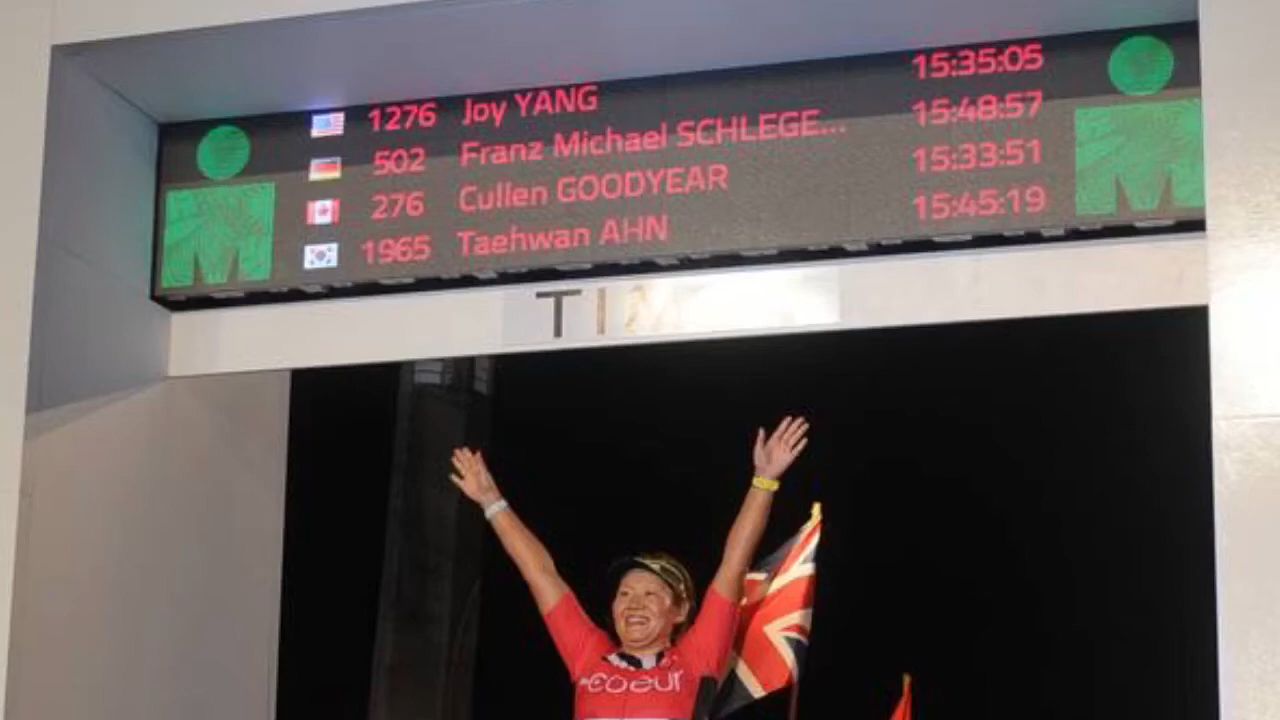 1276 Joy YANG 15:35:05
502 Franz Michael SCHLEGE... 15:48:57
276 Cullen GOODYEAR 15:33:51
1965 Taehwan AHN 15:45:19
coeur